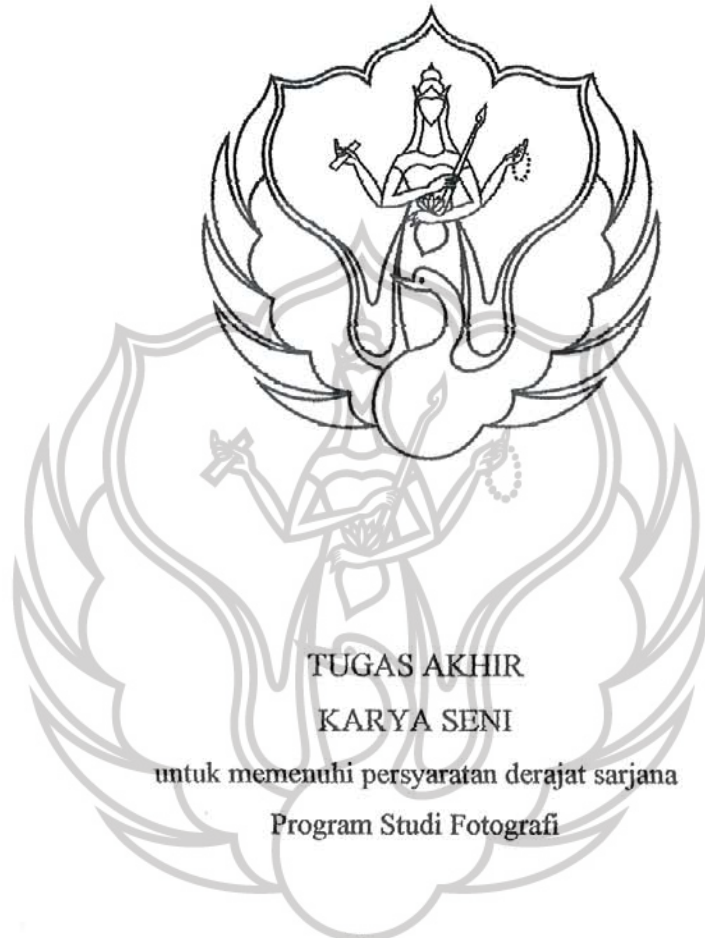 TUGAS AKHIR
KARYA SENI
untuk memenuhi persyaratan derajat sarjana
Program Studi Fotografi